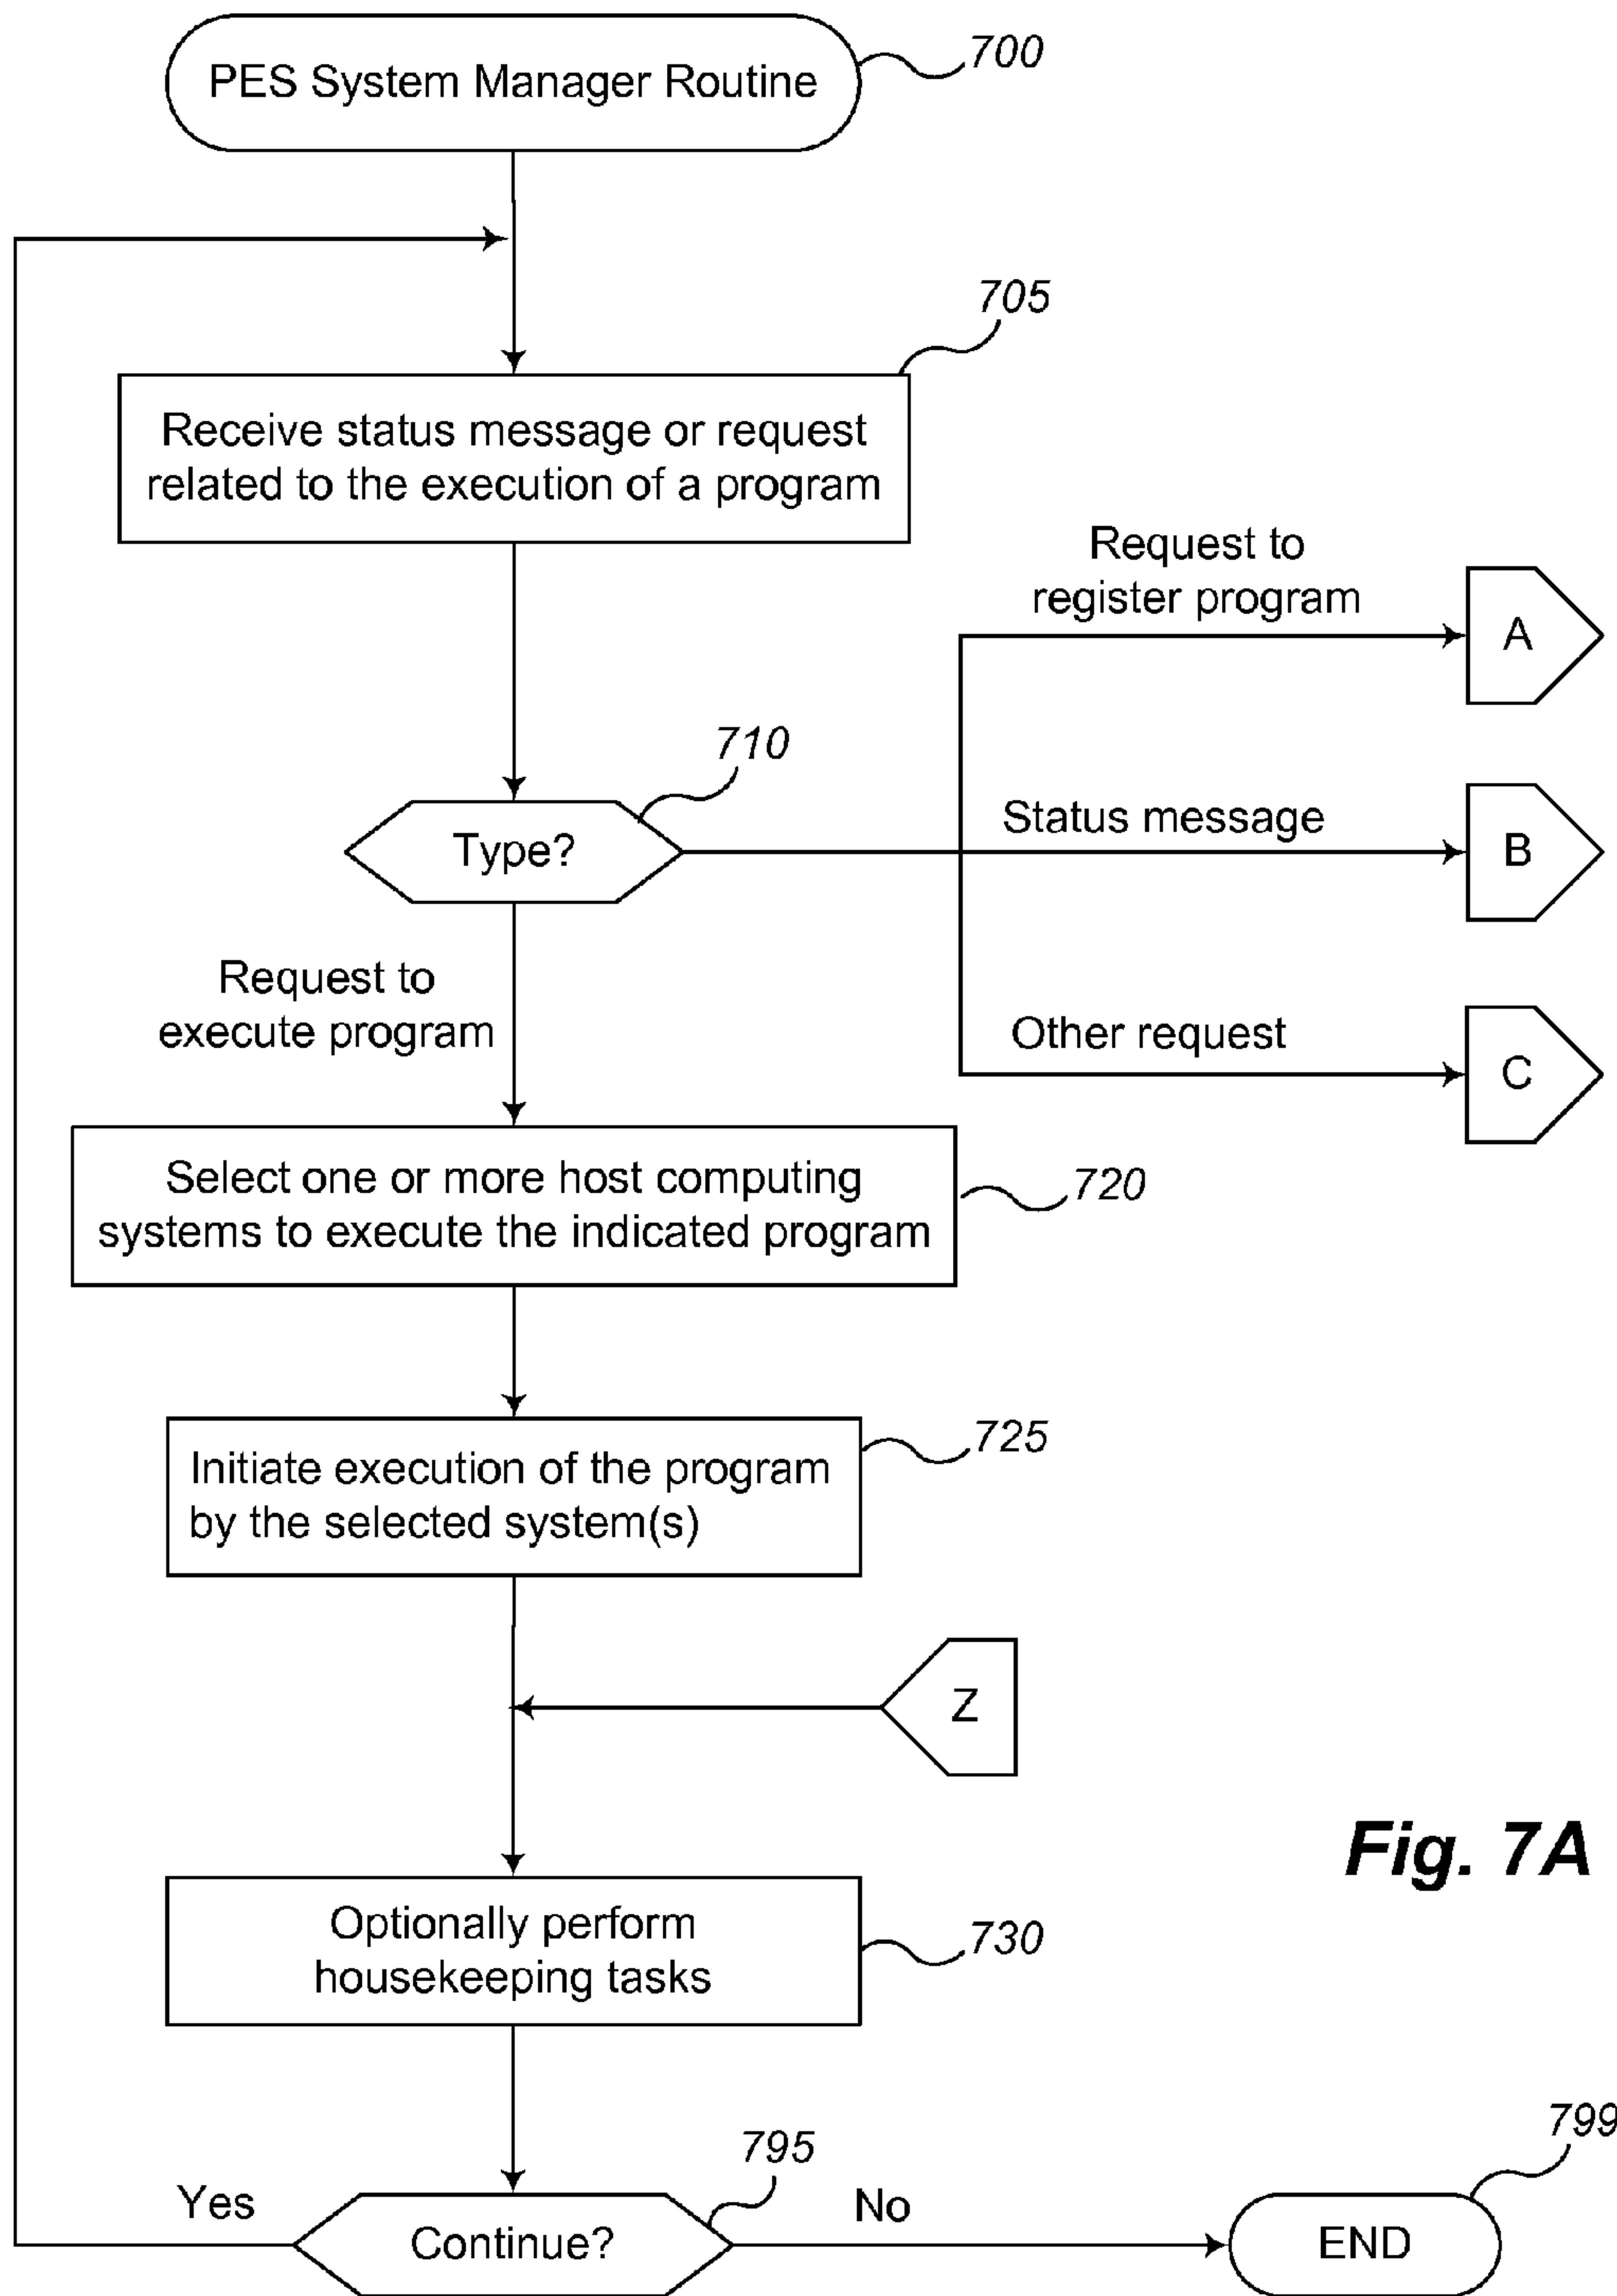 PES System Manager Routine
700
705
Receive status message or request
related to the execution of a program
Request to
register program
A
710
Type?
Status message
B
Request to
execute program
Other request
C
Select one or more host computing
systems to execute the indicated program
720
Initiate execution of the program
by the selected system(s)
725
Z
Fig. 7A
Optionally perform
housekeeping tasks
730
795
799
Yes
Continue?
No
END